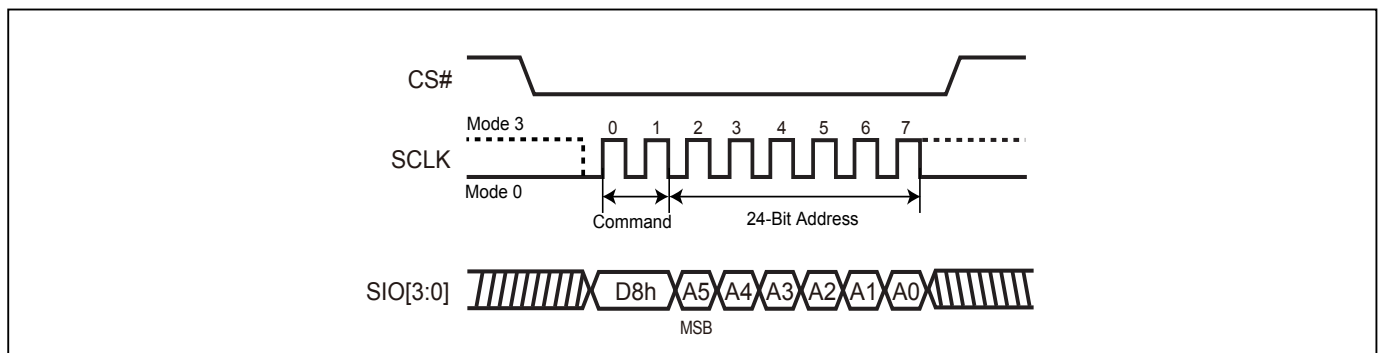 CS#
Mode 3
0 1 2 3 4 5 6 7
SCLK
Mode 0
Command 24-Bit Address
SIO[3:0] D8h A5 A4 A3 A2 A1 A0
MSB